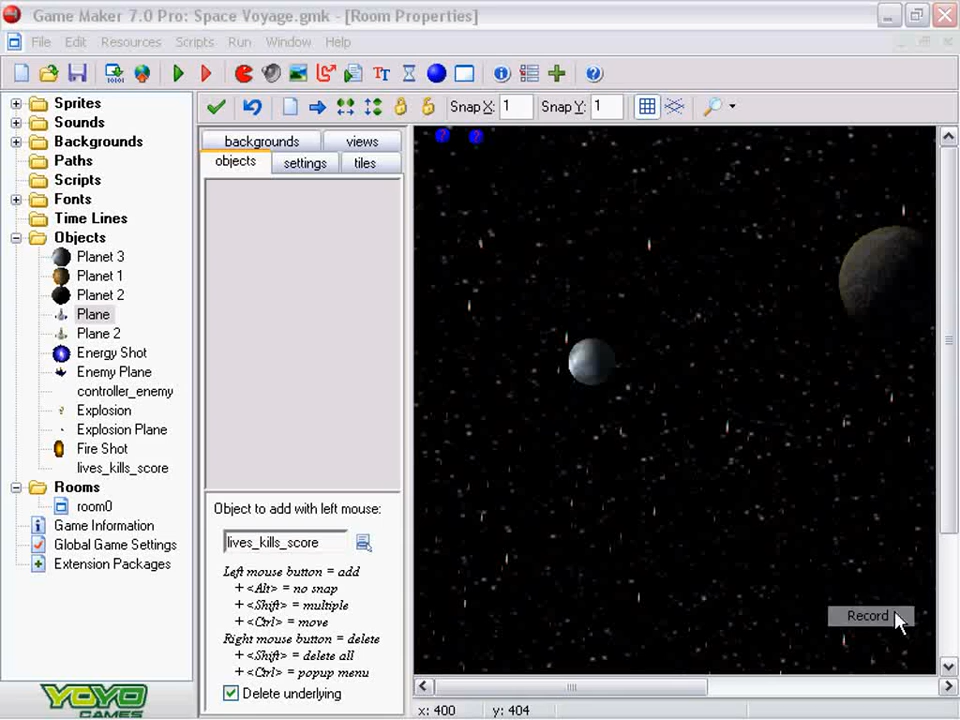 Game Maker 7.0 Pro: Space Voyage.gmk - [Room Properties]
File Edit Resources Scripts Run Window Help
Snap X: 1 Snap Y: 1
Sprites
Sounds
Backgrounds
Paths
Scripts
Fonts
Time Lines
Objects
Planet 3
Planet 1
Planet 2
Plane
Plane 2
Energy Shot
Enemy Plane
controller_enemy
Explosion
Explosion Plane
Fire Shot
lives_kills_score
Rooms
room0
Game Information
Global Game Settings
Extension Packages
YOYO
GAMES
backgrounds views
objects settings tiles
Object to add with left mouse:
lives_kills_score
Left mouse button = add
+ <Alt> = no snap
+ <Shift> = multiple
+ <Ctrl> = move
Right mouse button = delete
+ <Shift> = delete all
+ <Ctrl> = popup menu
Delete underlying
? ?
Record
x: 400 y: 404